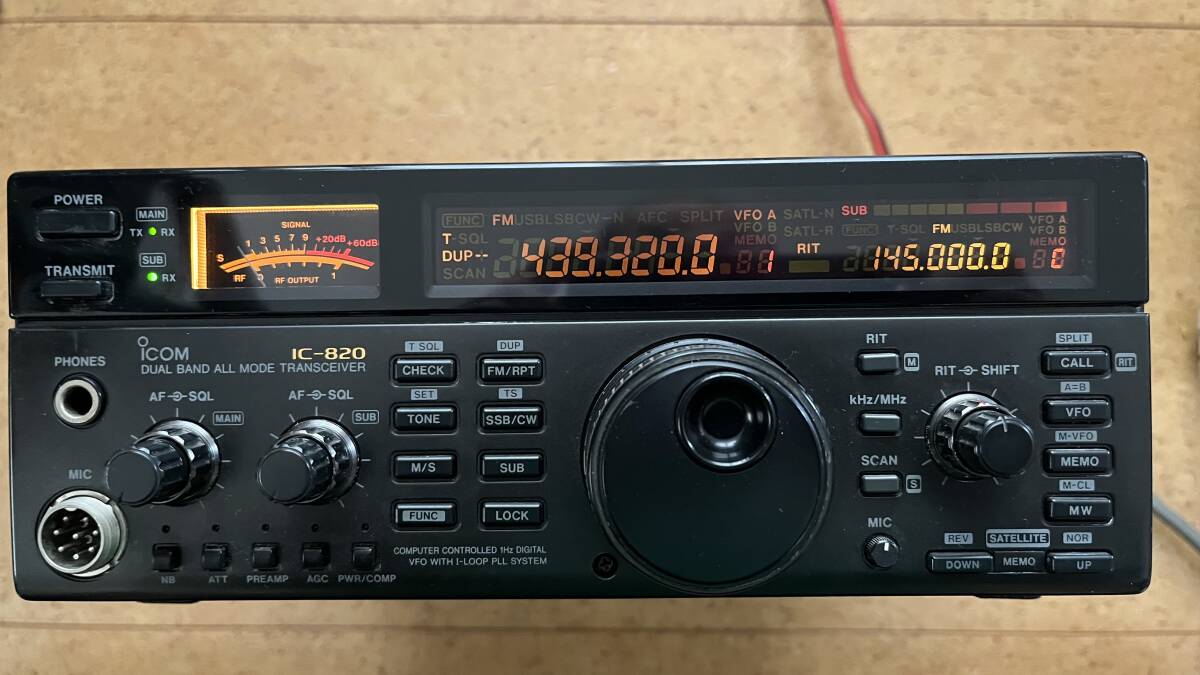 POWER
MAIN
TX RX
SUB
RX
TRANSMIT
SIGNAL
S 1 3 5 7 9 +20dB +60dB
RF 0 1
RF OUTPUT
FUNC FM USB LSB CW-N AFC SPLIT
VFO A
VFO B
MEMO
T-SQL
DUP--
SCAN
439.320.0
1
SATL-N SUB
SATL-R FUNC T-SQL FM USB LSB CW
VFO A
VFO B
MEMO
RIT
145.000.0
0
PHONES
ICOM IC-820
DUAL BAND ALL MODE TRANSCEIVER
AF SQL MAIN
AF SQL SUB
MIC
NB ATT PREAMP AGC PWR/COMP
T SQL DUP
CHECK FM/RPT
SET TS
TONE SSB/CW
M/S SUB
FUNC LOCK
COMPUTER CONTROLLED 1Hz DIGITAL
VFO WITH I-LOOP PLL SYSTEM
RIT M
kHz/MHz
SCAN S
MIC
RIT SHIFT
SPLIT
CALL RIT
A=B
VFO
M-VFO
MEMO
M-CL
MW
REV SATELLITE NOR
DOWN MEMO UP